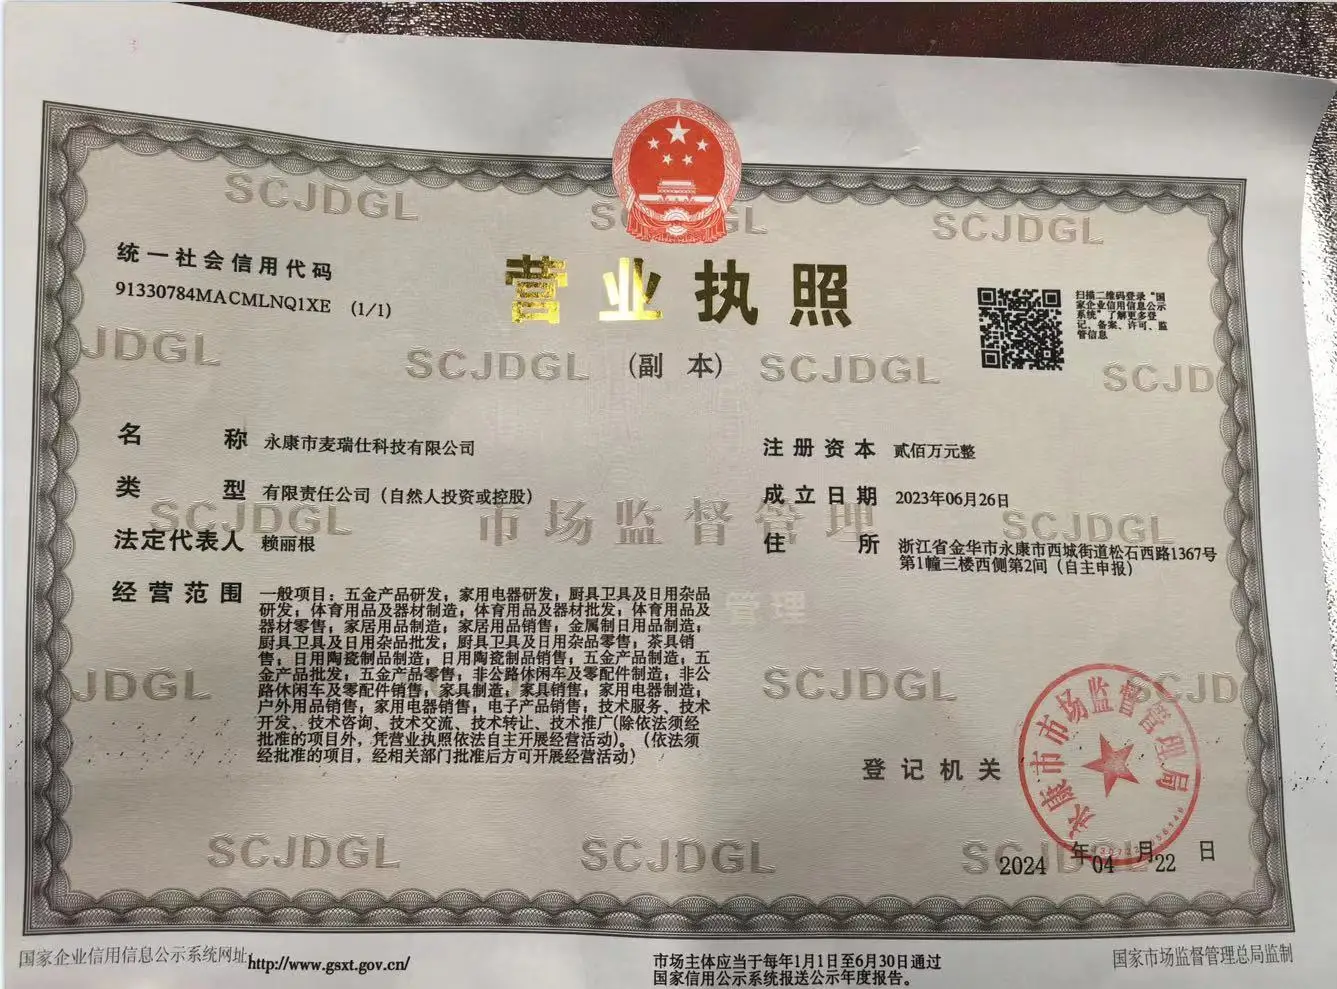 SCJDGL
SCJDGL
统一社会信用代码
91330784MACMLNQ1XE (1/1)
营业执照
(副 本)
扫描二维码登录“国
家企业信用信息公示
系统”了解更多登
记、备案、许可、监
管信息
JDGL
SCJDGL
SCJDGL
SCJD
名 称 永康市麦瑞仕科技有限公司
注册资本 贰佰万元整
类 型 有限责任公司（自然人投资或控股）
成立日期 2023年06月26日
SCJDGL
市场监督管理
SCJDGL
法定代表人 赖丽根
住 所 浙江省金华市永康市西城街道松石西路1367号
第1幢三楼西侧第2间（自主申报）
经营范围 一般项目：五金产品研发；家用电器研发；厨具卫具及日用杂品
研发；体育用品及器材制造；体育用品及器材批发；体育用品及
器材零售；家居用品制造；家居用品销售；金属制日用品制造；
厨具卫具及日用杂品批发；厨具卫具及日用杂品零售；茶具销
售；日用陶瓷制品制造；日用陶瓷制品销售；五金产品制造；五
金产品批发；五金产品零售；非公路休闲车及零配件制造；非公
路休闲车及零配件销售；家具制造；家具销售；家用电器制造；
户外用品销售；家用电器销售；电子产品销售；技术服务、技术
开发、技术咨询、技术交流、技术转让、技术推广(除依法须经
批准的项目外，凭营业执照依法自主开展经营活动)。（依法须
经批准的项目，经相关部门批准后方可开展经营活动）
管理
JDGL
SCJDGL
SCJD
登记机关
永康市市场监督管理局
SCJDGL
SCJDGL
2024 年 04 月 22 日
国家企业信用信息公示系统网址http://www.gsxt.gov.cn/
市场主体应当于每年1月1日至6月30日通过
国家信用公示系统报送公示年度报告。
国家市场监督管理总局监制